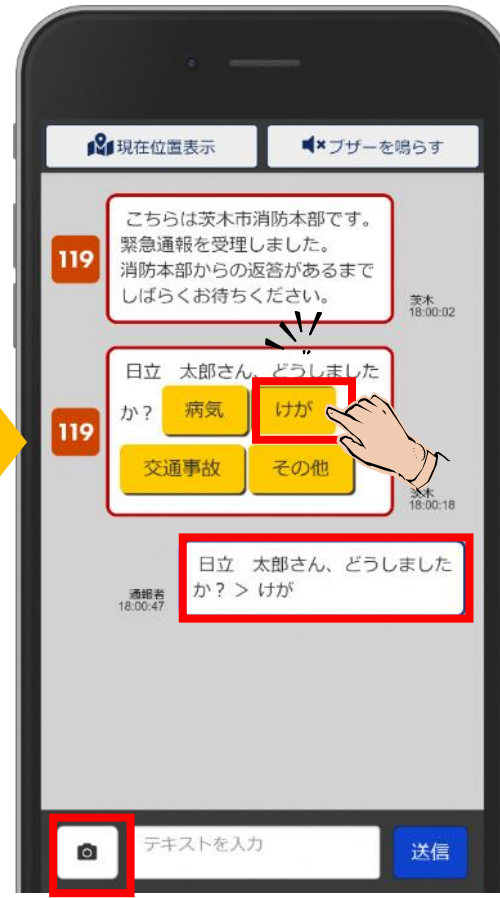 現在位置表示
ブザーを鳴らす
こちらは茨木市消防本部です。
119
緊急通報を受理しました。
消防本部からの返答があるまで
しばらくお待ちください。
茨木
18:00:02
日立　太郎さん、どうしました
か？ 病気 けが
119
交通事故 その他
茨木
18:00:18
日立　太郎さん、どうしました
か？＞ けが
通報者
18:00:47
テキストを入力
送信